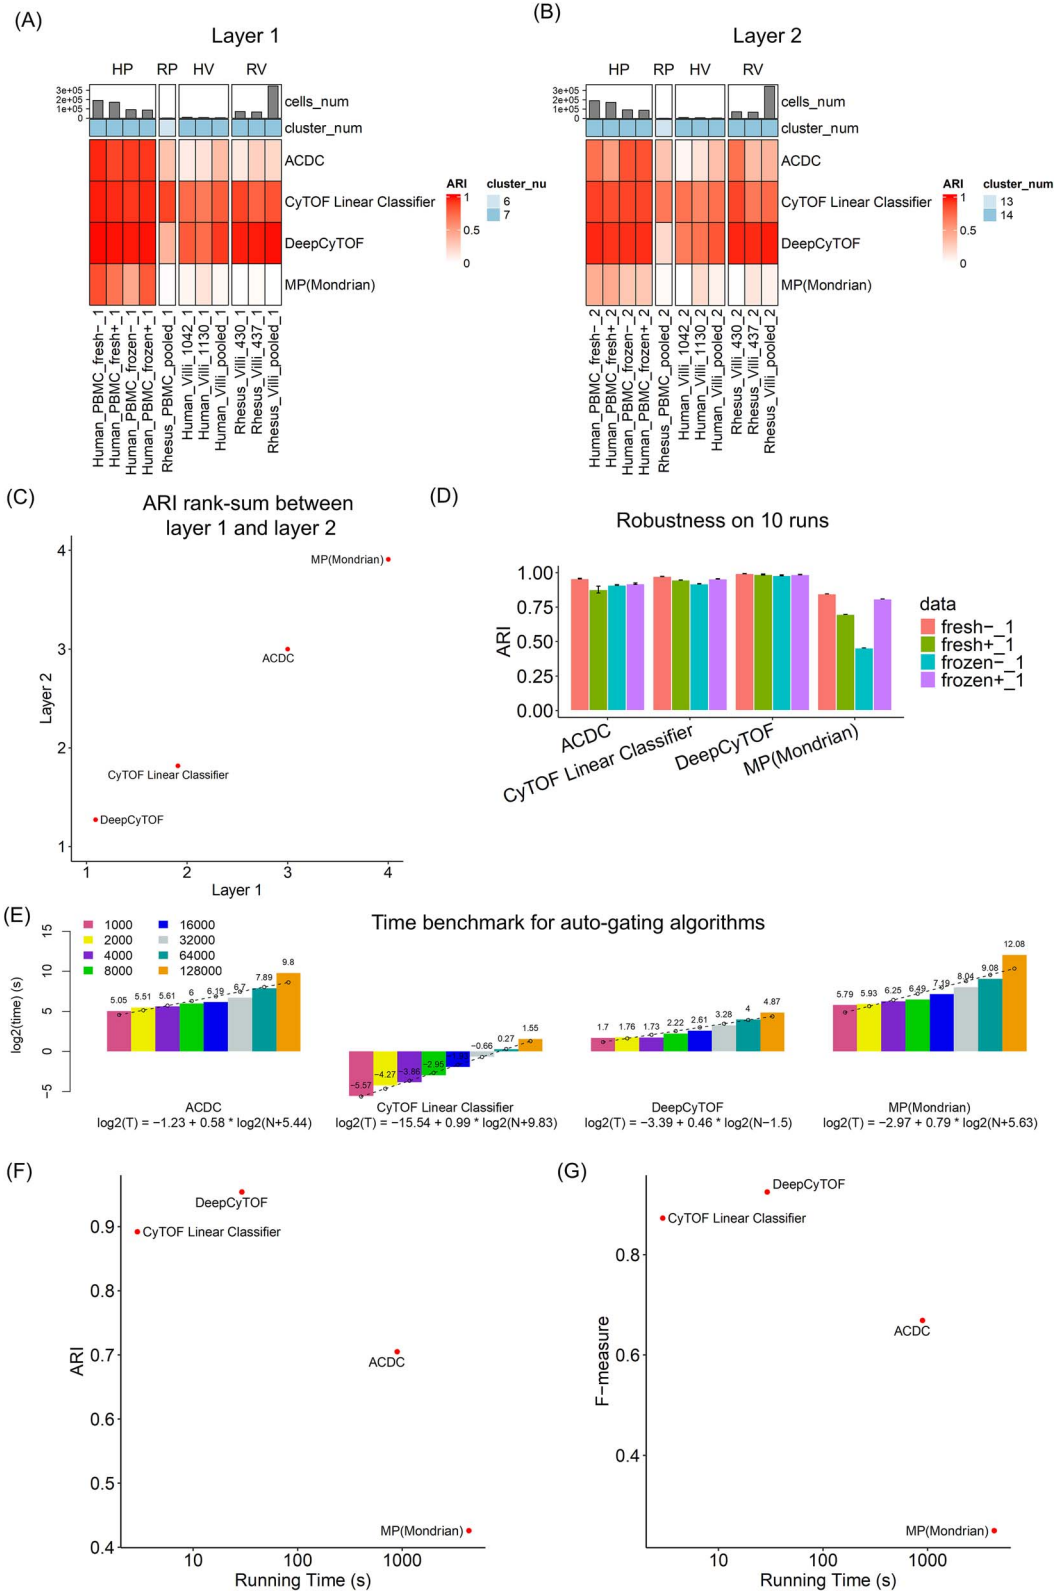 (A)
Layer 1
HP RP HV RV
3e+05
2e+05
1e+05
0
cells_num
cluster_num
ACDC
CyTOF Linear Classifier
DeepCyTOF
MP(Mondrian)
ARI
1
0.5
0
cluster_nu
6
7
Human_PBMC_fresh−_1
Human_PBMC_fresh+_1
Human_PBMC_frozen−_1
Human_PBMC_frozen+_1
Rhesus_PBMC_pooled_1
Human_Villi_1042_1
Human_Villi_1130_1
Human_Villi_pooled_1
Rhesus_Villi_430_1
Rhesus_Villi_437_1
Rhesus_Villi_pooled_1
(B)
Layer 2
HP RP HV RV
3e+05
2e+05
1e+05
0
cells_num
cluster_num
ACDC
CyTOF Linear Classifier
DeepCyTOF
MP(Mondrian)
ARI
1
0.5
0
cluster_num
13
14
Human_PBMC_fresh−_2
Human_PBMC_fresh+_2
Human_PBMC_frozen−_2
Human_PBMC_frozen+_2
Rhesus_PBMC_pooled_2
Human_Villi_1042_2
Human_Villi_1130_2
Human_Villi_pooled_2
Rhesus_Villi_430_2
Rhesus_Villi_437_2
Rhesus_Villi_pooled_2
(C)
ARI rank-sum between
layer 1 and layer 2
4
3
2
1
Layer 2
MP(Mondrian)
ACDC
CyTOF Linear Classifier
DeepCyTOF
1 2 3 4
Layer 1
(D)
Robustness on 10 runs
1.00
0.75
0.50
0.25
0.00
ARI
ACDC
CyTOF Linear Classifier
DeepCyTOF
MP(Mondrian)
data
fresh−_1
fresh+_1
frozen−_1
frozen+_1
(E)
Time benchmark for auto-gating algorithms
15
10
5
0
−5
log2(time) (s)
1000 16000
2000 32000
4000 64000
8000 128000
5.05 5.51 5.61 6 6.19 6.7 7.89 9.8
−5.57 −4.27 −3.86 −2.95 −0.66 0.27 1.55
1.7 1.76 1.73 2.22 2.61 3.28 4 4.87
5.79 5.93 6.25 6.49 7.19 8.04 9.08 12.08
ACDC
log2(T) = −1.23 + 0.58 * log2(N+5.44)
CyTOF Linear Classifier
log2(T) = −15.54 + 0.99 * log2(N+9.83)
DeepCyTOF
log2(T) = −3.39 + 0.46 * log2(N−1.5)
MP(Mondrian)
log2(T) = −2.97 + 0.79 * log2(N+5.63)
(F)
0.9
0.8
0.7
0.6
0.5
0.4
ARI
DeepCyTOF
CyTOF Linear Classifier
ACDC
MP(Mondrian)
10 100 1000
Running Time (s)
(G)
0.8
0.6
0.4
F−measure
DeepCyTOF
CyTOF Linear Classifier
ACDC
MP(Mondrian)
10 100 1000
Running Time (s)